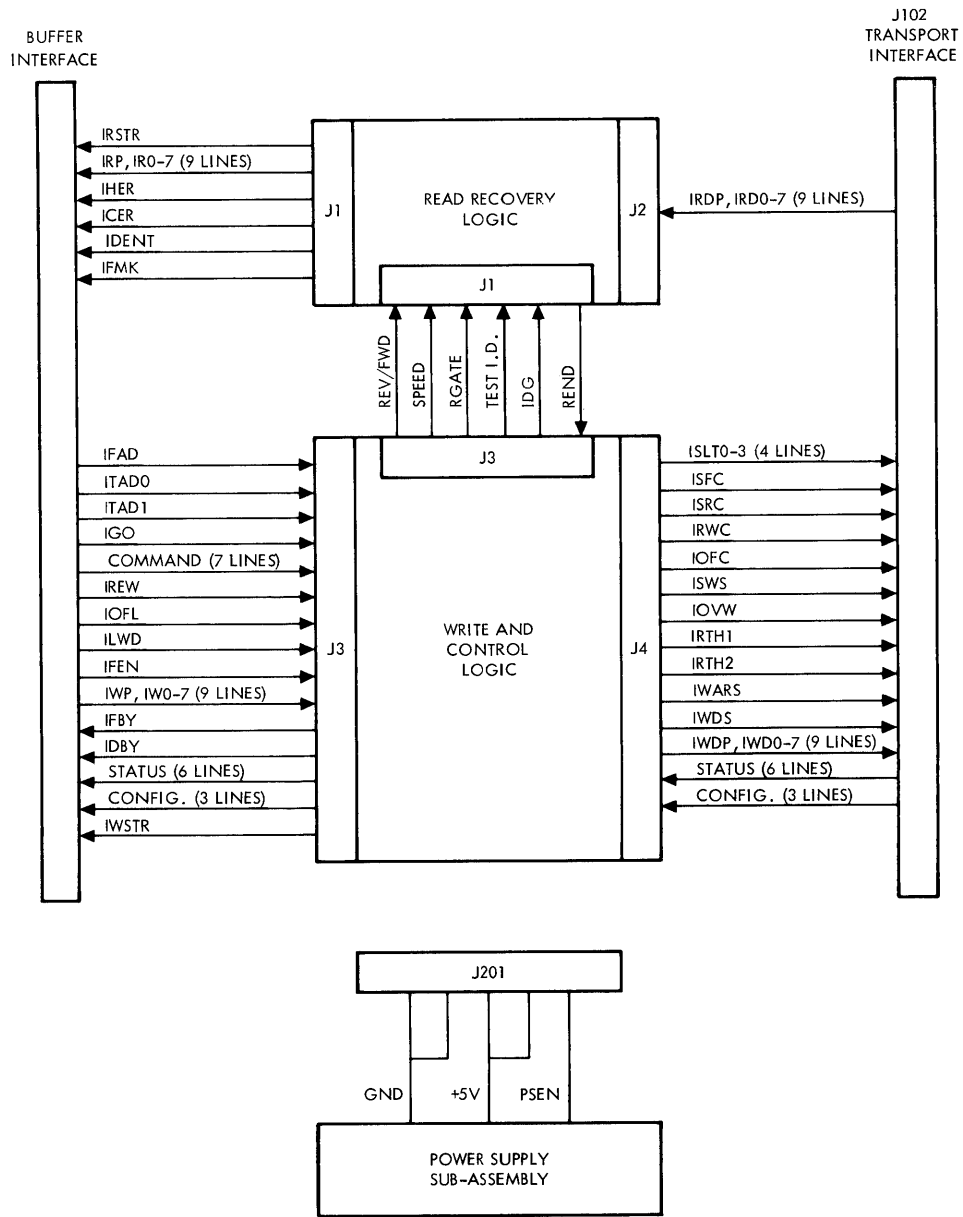 BUFFER
INTERFACE
J102
TRANSPORT
INTERFACE
IRSTR
IRP, IR0-7 (9 LINES)
IHER
ICER
IDENT
IFMK
J1
READ RECOVERY
LOGIC
J2
IRDP, IRD0-7 (9 LINES)
J1
REV/FWD
SPEED
RGATE
TEST I.D.
IDG
REND
J3
IFAD
ITAD0
ITAD1
IGO
COMMAND (7 LINES)
IREW
IOFL
ILWD
IFEN
IWP, IW0-7 (9 LINES)
IFBY
IDBY
STATUS (6 LINES)
CONFIG. (3 LINES)
IWSTR
J3
WRITE AND
CONTROL
LOGIC
J4
ISLT0-3 (4 LINES)
ISFC
ISRC
IRWC
IOFC
ISWS
IOVW
IRTH1
IRTH2
IWARS
IWDS
IWDP, IWD0-7 (9 LINES)
STATUS (6 LINES)
CONFIG. (3 LINES)
J201
GND
+5V
PSEN
POWER SUPPLY
SUB-ASSEMBLY